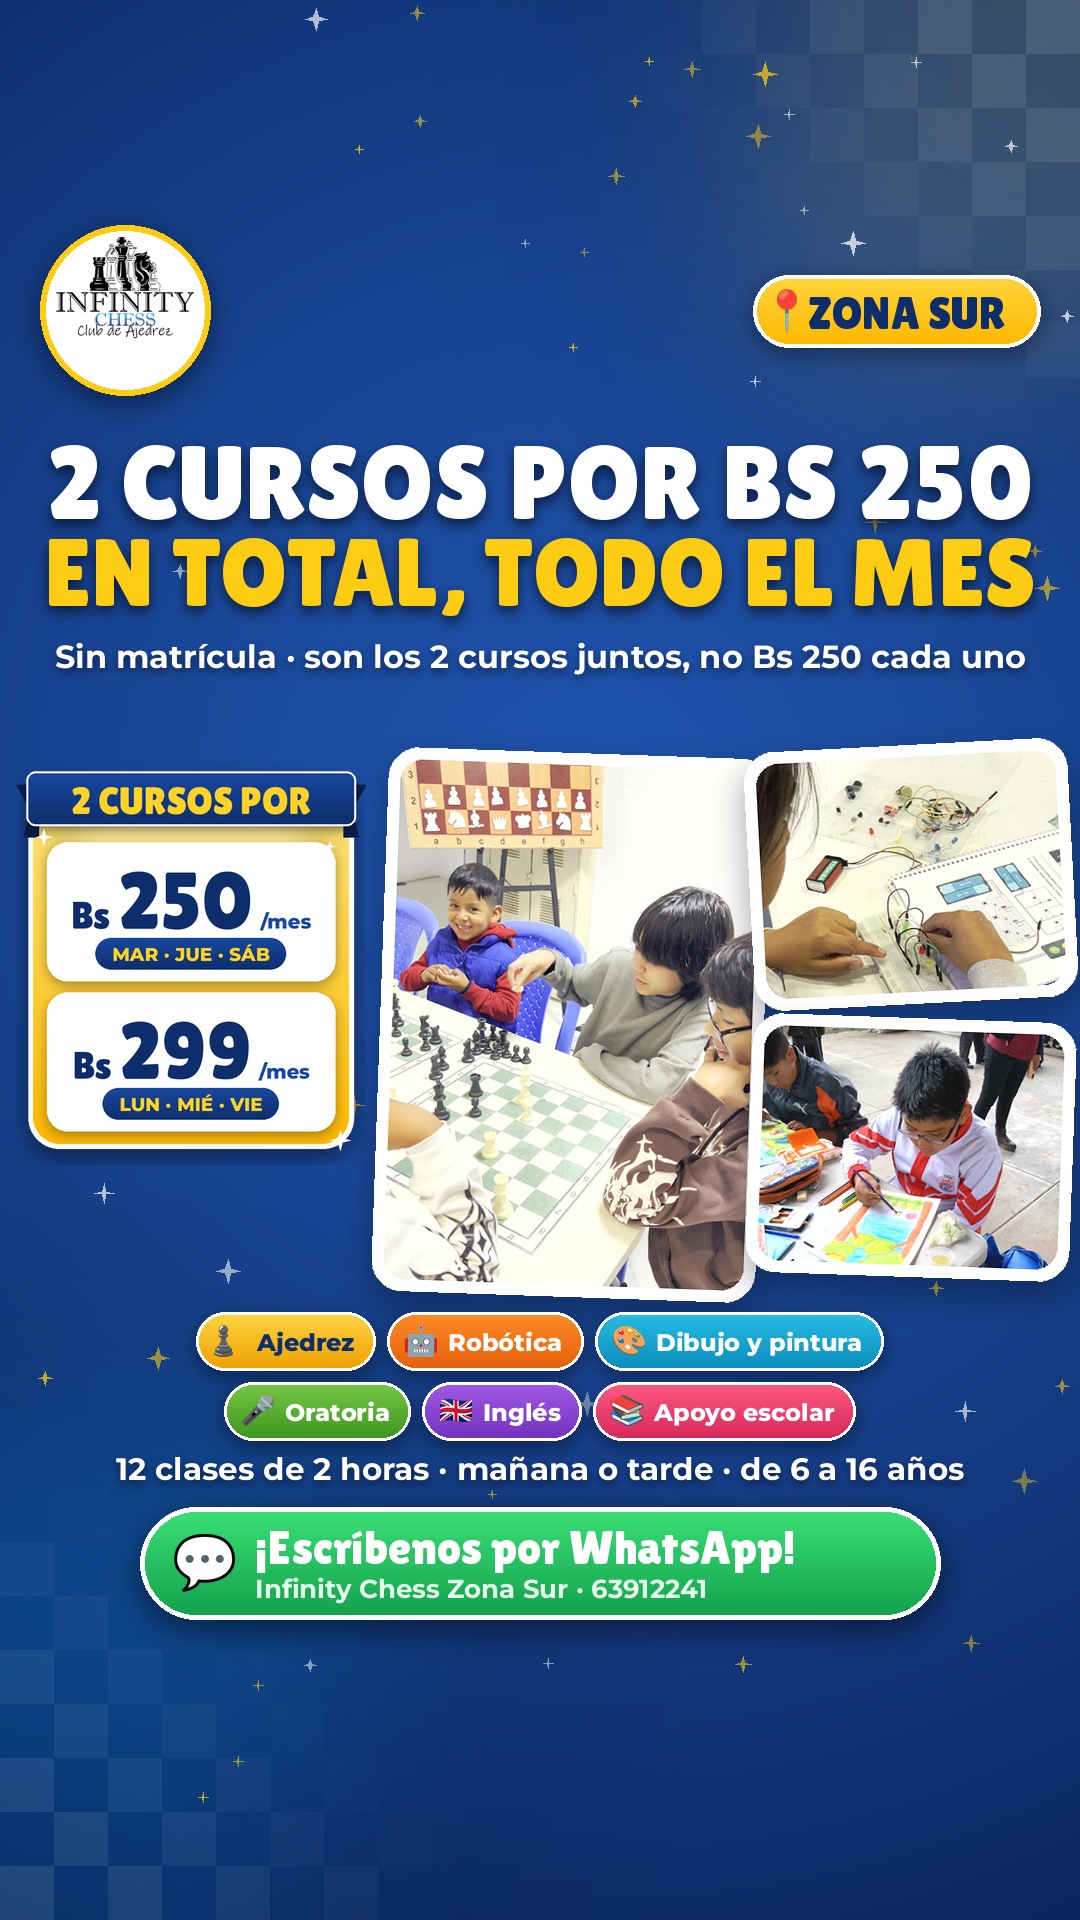 INFINITY
CHESS
Club de Ajedrez
ZONA SUR
2 CURSOS POR BS 250
EN TOTAL, TODO EL MES
Sin matrícula · son los 2 cursos juntos, no Bs 250 cada uno
2 CURSOS POR
Bs 250 /mes
MAR · JUE · SÁB
Bs 299 /mes
LUN · MIÉ · VIE
a b c d e f g h
Ajedrez
Robótica
Dibujo y pintura
Oratoria
Inglés
Apoyo escolar
12 clases de 2 horas · mañana o tarde · de 6 a 16 años
¡Escríbenos por WhatsApp!
Infinity Chess Zona Sur · 63912241